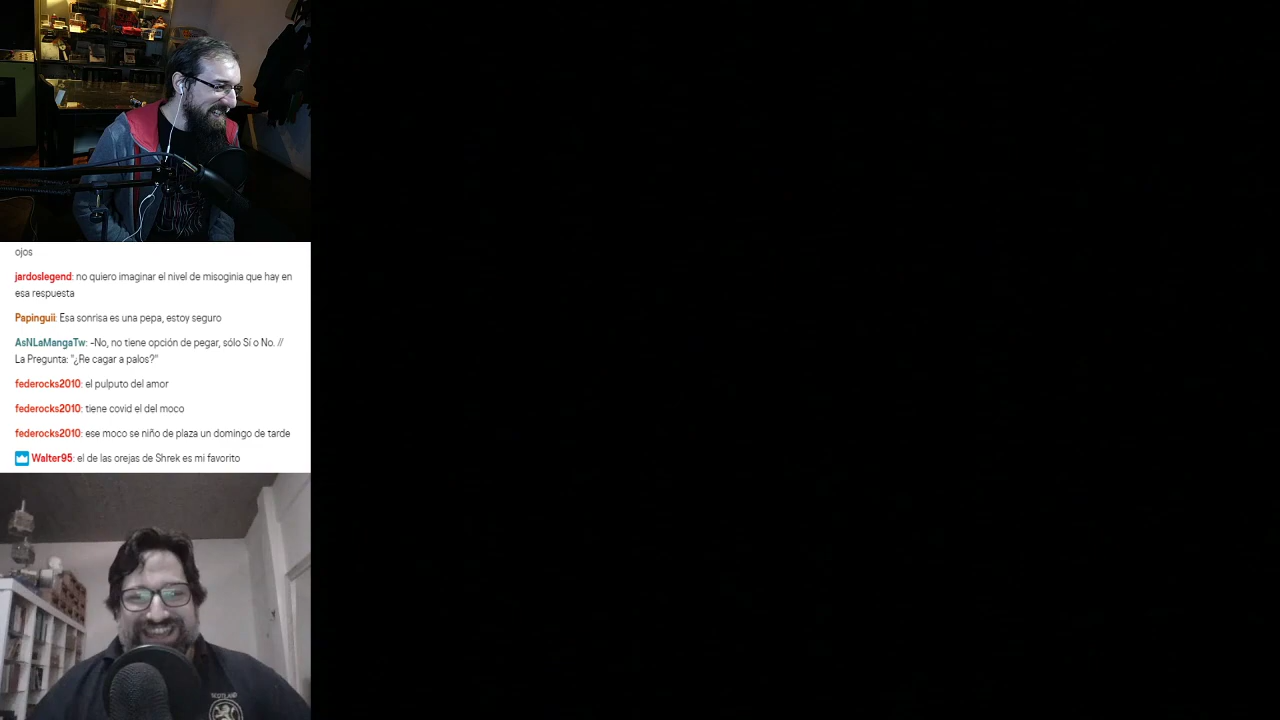 ojos
jardoslegend: no quiero imaginar el nivel de misoginia que hay en
esa respuesta
Papinguii: Esa sonrisa es una pepa, estoy seguro
AsNLaMangaTw: -No, no tiene opción de pegar, sólo Sí o No. //
La Pregunta: "¿Re cagar a palos?"
federocks2010: el pulputo del amor
federocks2010: tiene covid el del moco
federocks2010: ese moco se niño de plaza un domingo de tarde
Walter95: el de las orejas de Shrek es mi favorito
SCOTLAND